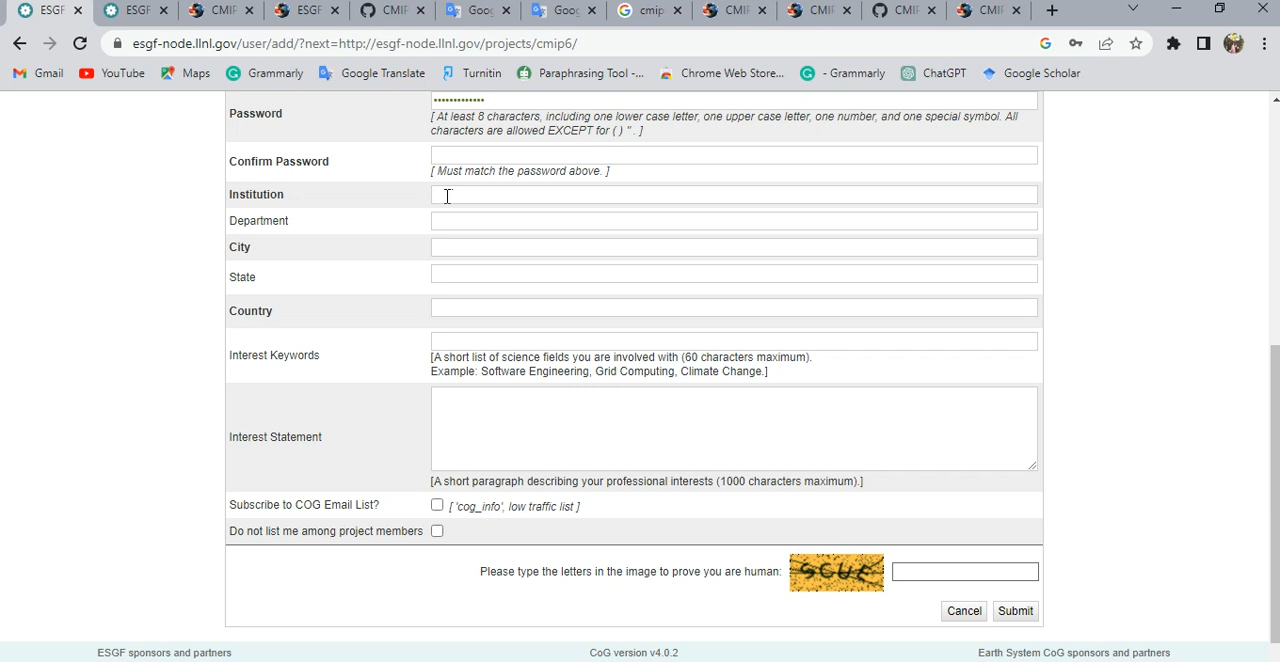 ESGF ESGF CMIP ESGF CMIP Goog Goog cmip CMIP CMIP CMIP CMIP
esgf-node.llnl.gov/user/add/?next=http://esgf-node.llnl.gov/projects/cmip6/
Gmail YouTube Maps Grammarly Google Translate Turnitin Paraphrasing Tool -... Chrome Web Store... - Grammarly ChatGPT Google Scholar
Password
[ At least 8 characters, including one lower case letter, one upper case letter, one number, and one special symbol. All
characters are allowed EXCEPT for ( ) " . ]
Confirm Password
[ Must match the password above. ]
Institution
Department
City
State
Country
Interest Keywords
[A short list of science fields you are involved with (60 characters maximum).
Example: Software Engineering, Grid Computing, Climate Change.]
Interest Statement
[A short paragraph describing your professional interests (1000 characters maximum).]
Subscribe to COG Email List? [ 'cog_info', low traffic list ]
Do not list me among project members
Please type the letters in the image to prove you are human:
Cancel Submit
ESGF sponsors and partners CoG version v4.0.2 Earth System CoG sponsors and partners